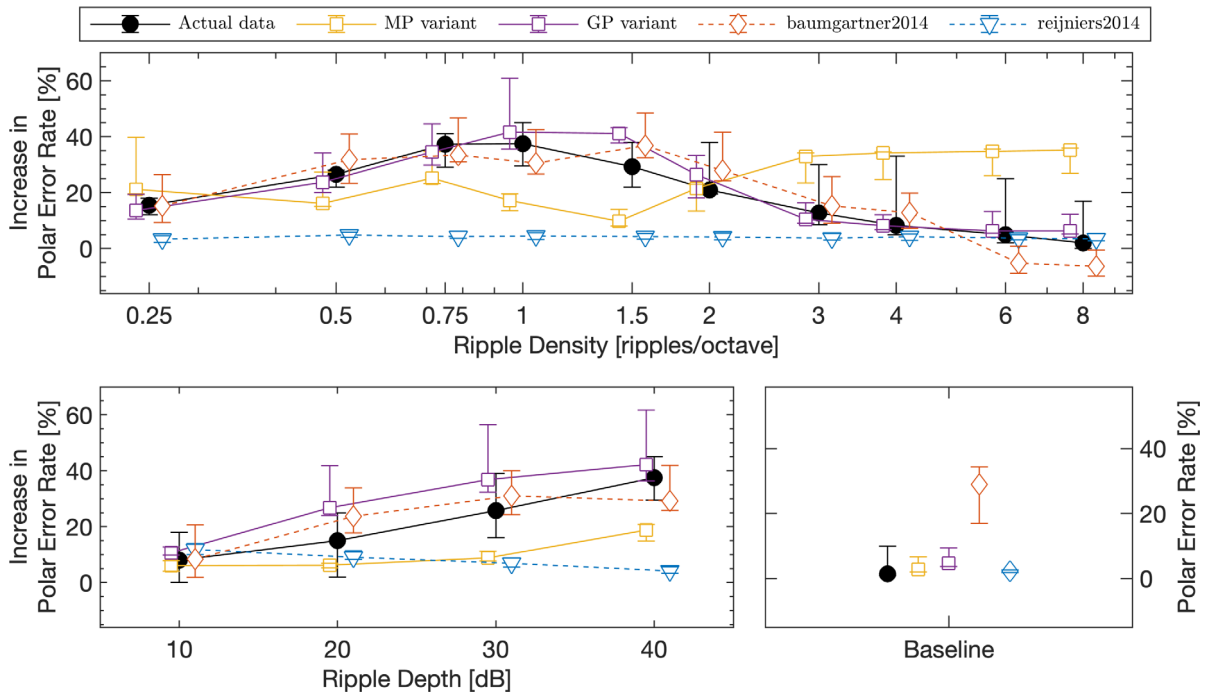 Actual data MP variant GP variant baumgartner2014 reijniers2014
Increase in
Polar Error Rate [%]
60
40
20
0
0.25 0.5 0.75 1 1.5 2 3 4 6 8
Ripple Density [ripples/octave]
Increase in
Polar Error Rate [%]
60
40
20
0
10 20 30 40
Ripple Depth [dB]
40
20
0
Polar Error Rate [%]
Baseline